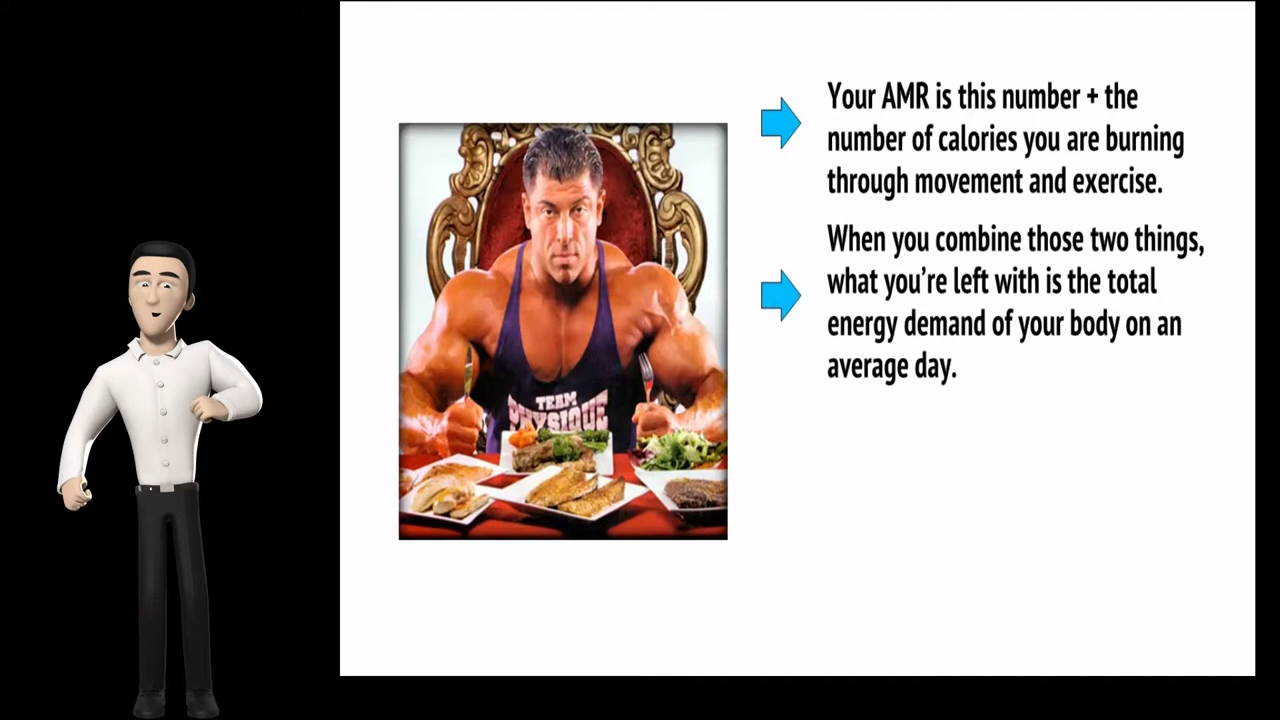 Your AMR is this number + the
number of calories you are burning
through movement and exercise.
When you combine those two things,
what you're left with is the total
energy demand of your body on an
average day.
TEAM
PHYSIQUE